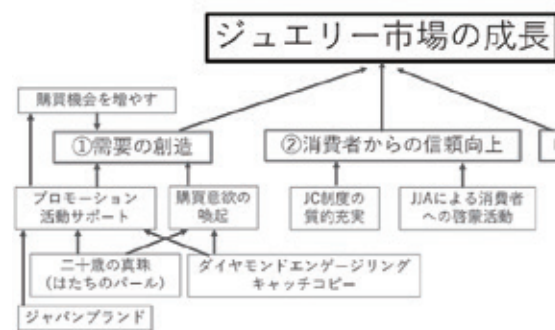 ジュエリー市場の成長
購買機会を増やす
①需要の創造
②消費者からの信頼向上
プロモーション
活動サポート
購買意欲の
喚起
JC制度の
質的充実
JJAによる消費者
への啓蒙活動
二十歳の真珠
(はたちのパール)
ダイヤモンドエンゲージリング
キャッチコピー
ジャパンブランド